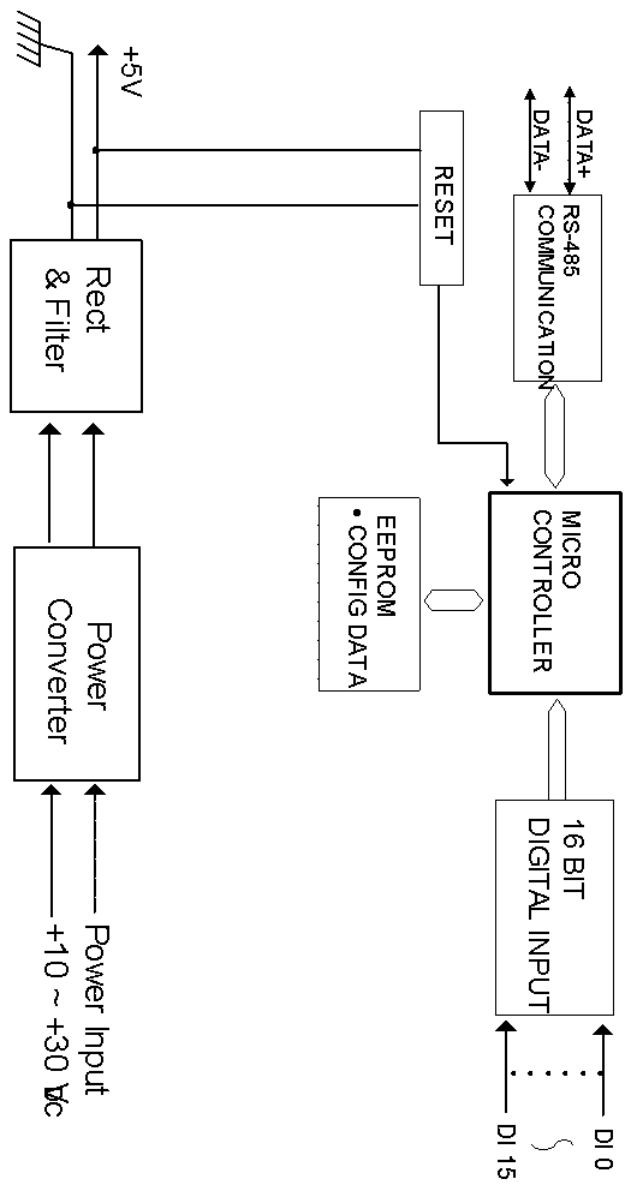 DATA+
DATA-
RS-485
COMMUNICATION
MICRO
CONTROLLER
16 BIT
DIGITAL INPUT
DI 0
DI 15
RESET
EEPROM
• CONFIG DATA
+5V
Rect
& Filter
Power
Converter
Power Input
+10 ~ +30 Vdc